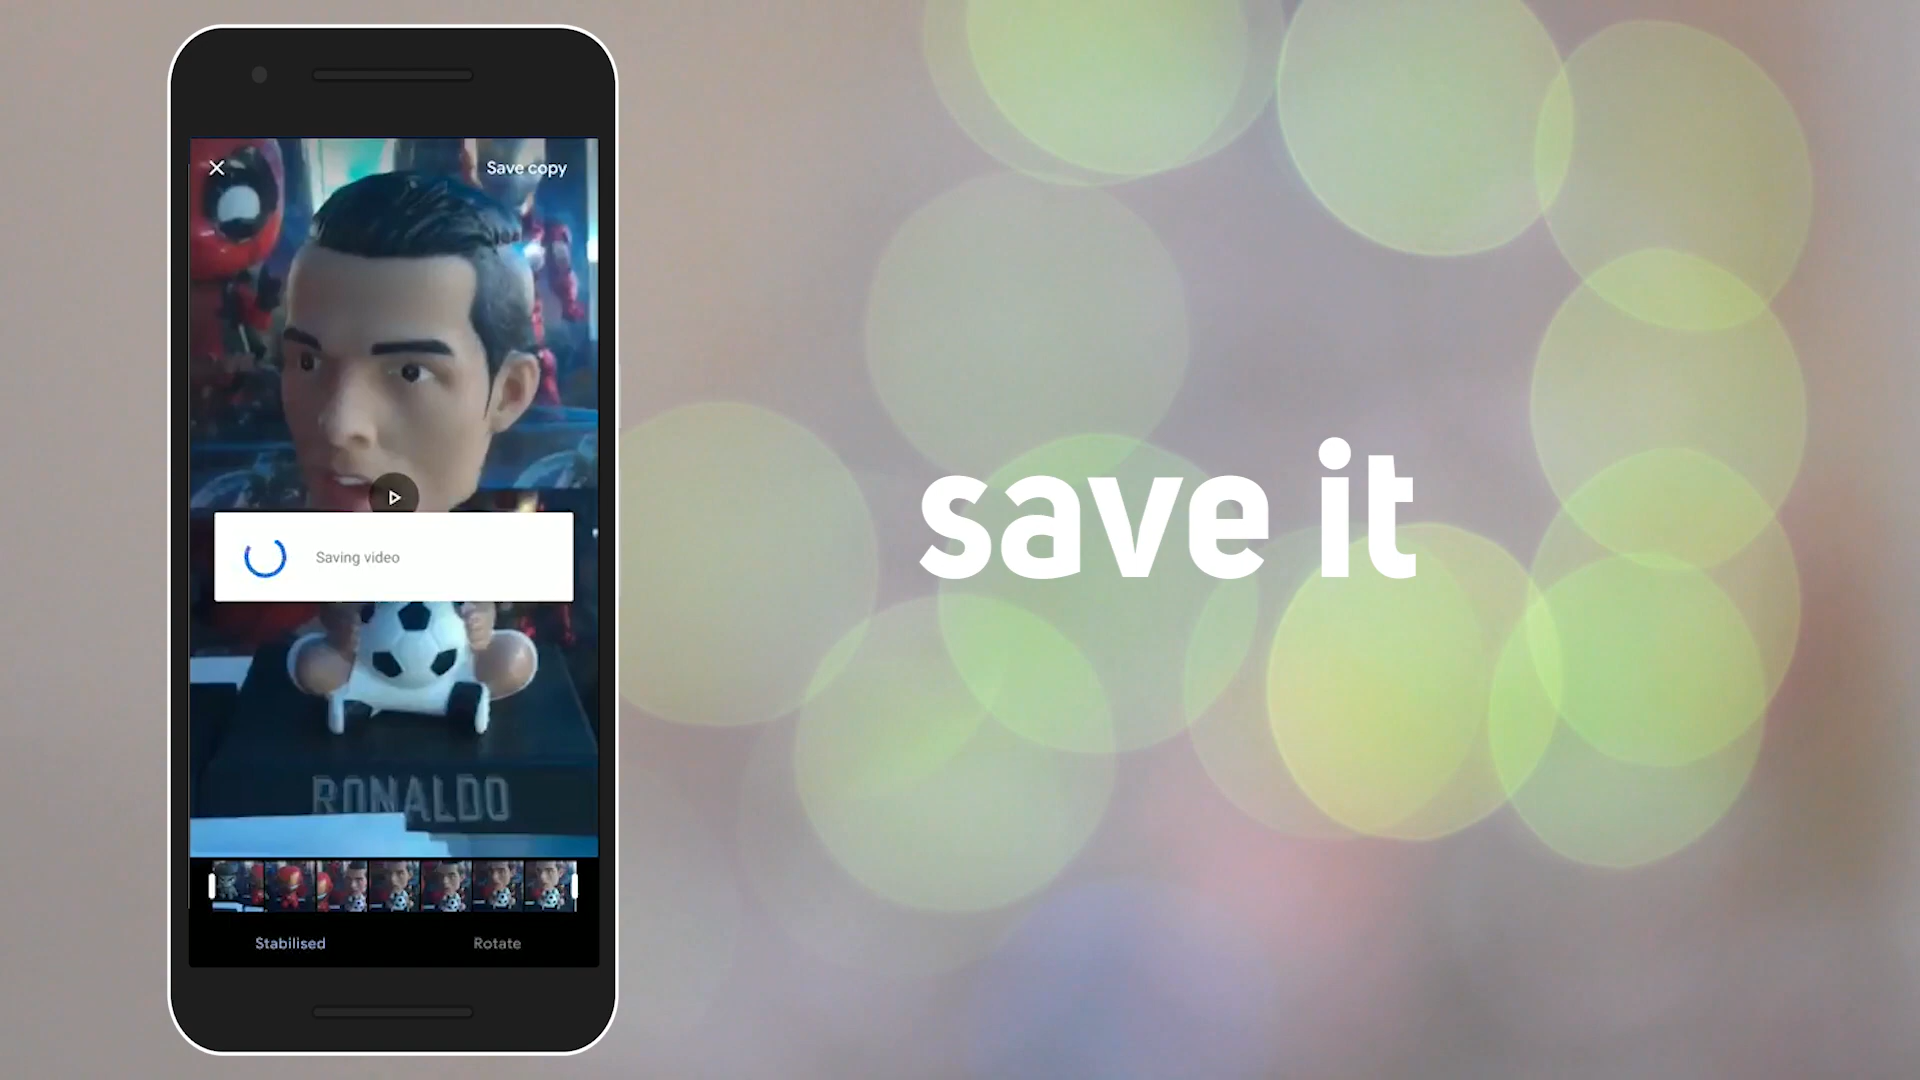 Save copy
Saving video
RONALDO
Stabilised
Rotate
save it